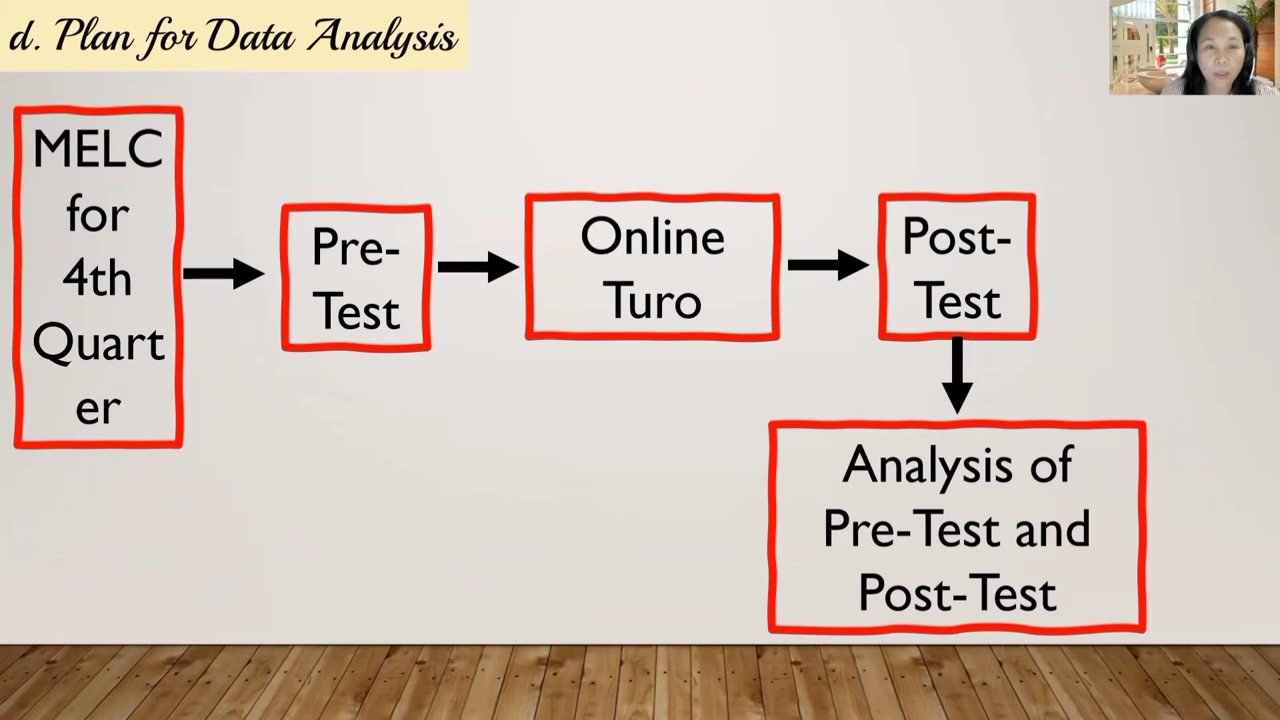 d. Plan for Data Analysis
MELC
for
4th
Quart
er
Pre-
Test
Online
Turo
Post-
Test
Analysis of
Pre-Test and
Post-Test